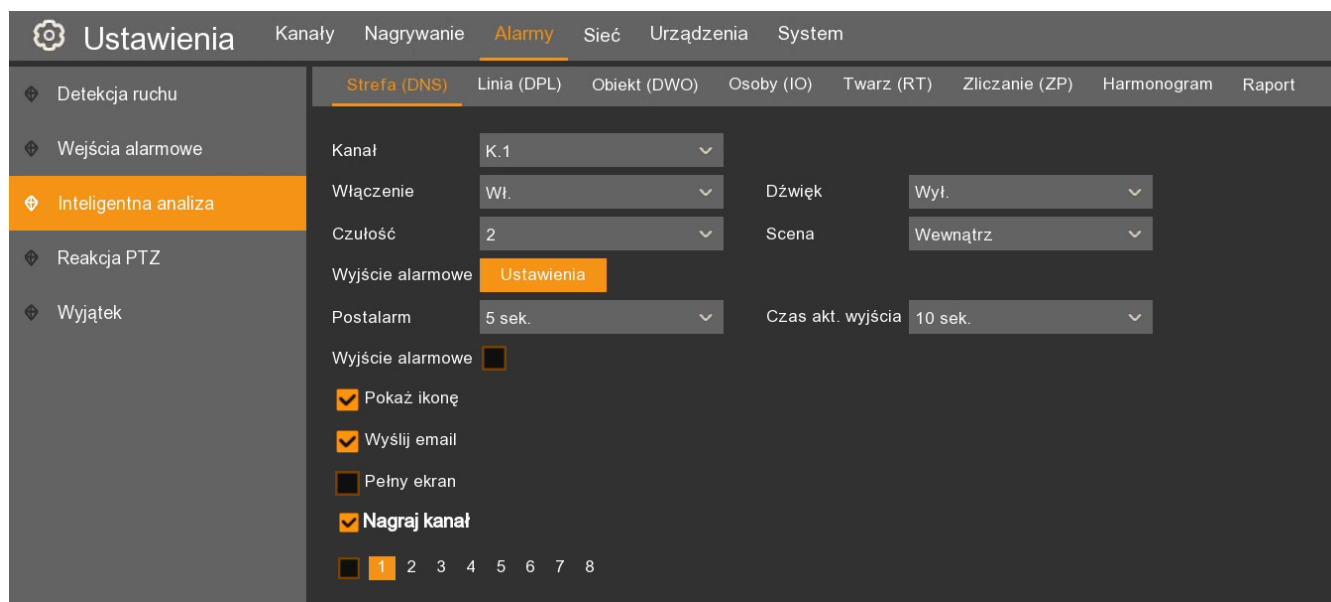 Ustawienia Kanały Nagrywanie Alarmy Sieć Urządzenia System
Detekcja ruchu
Wejścia alarmowe
Inteligentna analiza
Reakcja PTZ
Wyjątek
Strefa (DNS) Linia (DPL) Obiekt (DWO) Osoby (IO) Twarz (RT) Zliczanie (ZP) Harmonogram Raport
Kanał K.1
Włączenie Wł. Dźwięk Wył.
Czułość 2 Scena Wewnątrz
Wyjście alarmowe Ustawienia
Postalarm 5 sek. Czas akt. wyjścia 10 sek.
Wyjście alarmowe
Pokaż ikonę
Wyślij email
Pełny ekran
Nagraj kanał
1 2 3 4 5 6 7 8